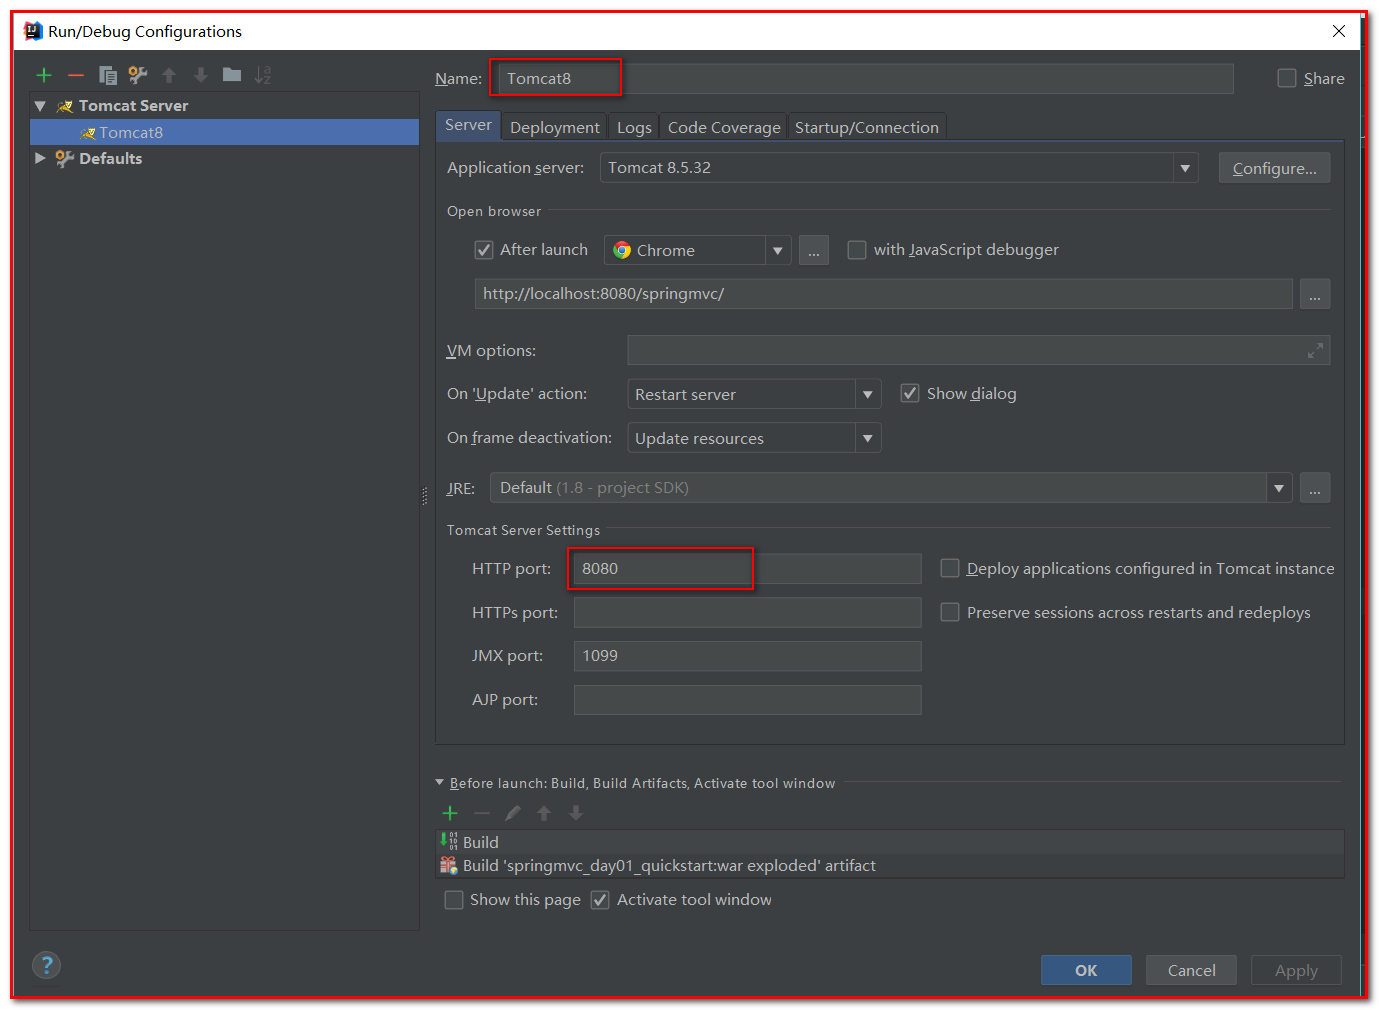 Run/Debug Configurations
Name: Tomcat8 Share
Tomcat Server
Tomcat8
Defaults
Server Deployment Logs Code Coverage Startup/Connection
Application server: Tomcat 8.5.32 Configure...
Open browser
After launch Chrome ... with JavaScript debugger
http://localhost:8080/springmvc/ ...
VM options:
On 'Update' action: Restart server Show dialog
On frame deactivation: Update resources
JRE: Default (1.8 - project SDK) ...
Tomcat Server Settings
HTTP port: 8080 Deploy applications configured in Tomcat instance
HTTPs port: Preserve sessions across restarts and redeploys
JMX port: 1099
AJP port:
Before launch: Build, Build Artifacts, Activate tool window
Build
Build 'springmvc_day01_quickstart:war exploded' artifact
Show this page Activate tool window
? OK Cancel Apply